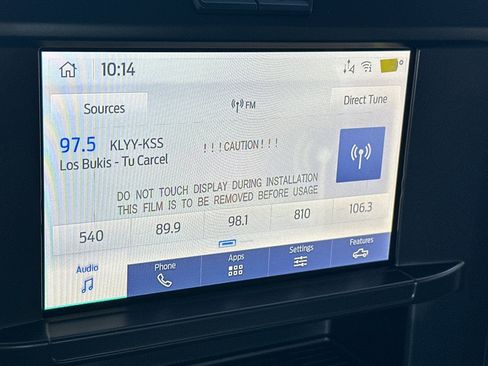 10:14
Sources
FM
Direct Tune
97.5 KLYY-KSS
Los Bukis - Tu Carcel
!!!CAUTION!!!
DO NOT TOUCH DISPLAY DURING INSTALLATION
THIS FILM IS TO BE REMOVED BEFORE USAGE
540 89.9 98.1 810 106.3
Audio Phone Apps Settings Features